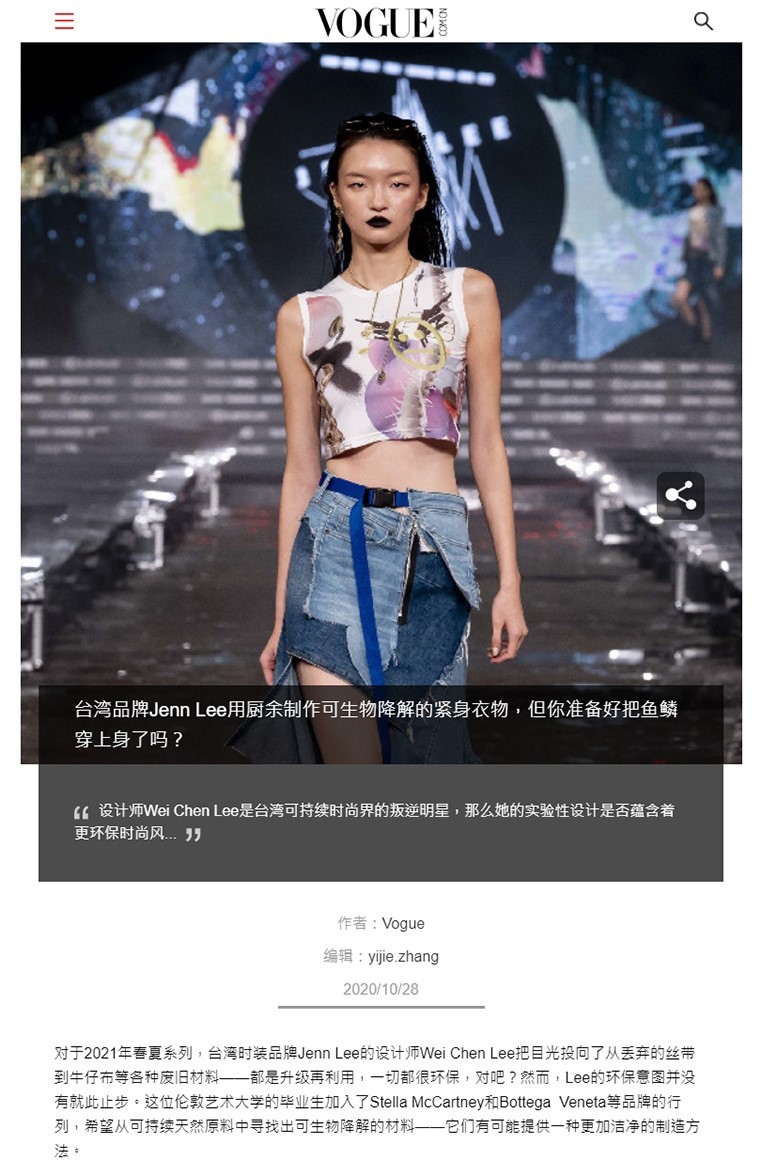 VOGUE
COM.CN
台湾品牌Jenn Lee用厨余制作可生物降解的紧身衣物，但你准备好把鱼鳞
穿上身了吗？
“ 设计师Wei Chen Lee是台湾可持续时尚界的叛逆明星，那么她的实验性设计是否蕴含着
更环保时尚风... ”
作者：Vogue
编辑：yijie.zhang
2020/10/28
对于2021年春夏系列，台湾时装品牌Jenn Lee的设计师Wei Chen Lee把目光投向了从丢弃的丝带
到牛仔布等各种废旧材料——都是升级再利用，一切都很环保，对吧？然而，Lee的环保意图并没
有就此止步。这位伦敦艺术大学的毕业生加入了Stella McCartney和Bottega Veneta等品牌的行
列，希望从可持续天然原料中寻找出可生物降解的材料——它们有可能提供一种更加洁净的制造方
法。